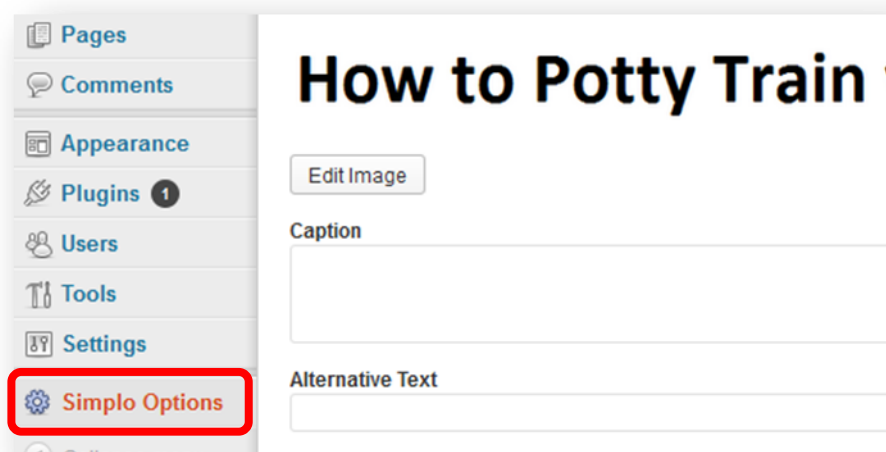 Pages
Comments
Appearance
Plugins 1
Users
Tools
Settings
Simplo Options
How to Potty Train
Edit Image
Caption
Alternative Text